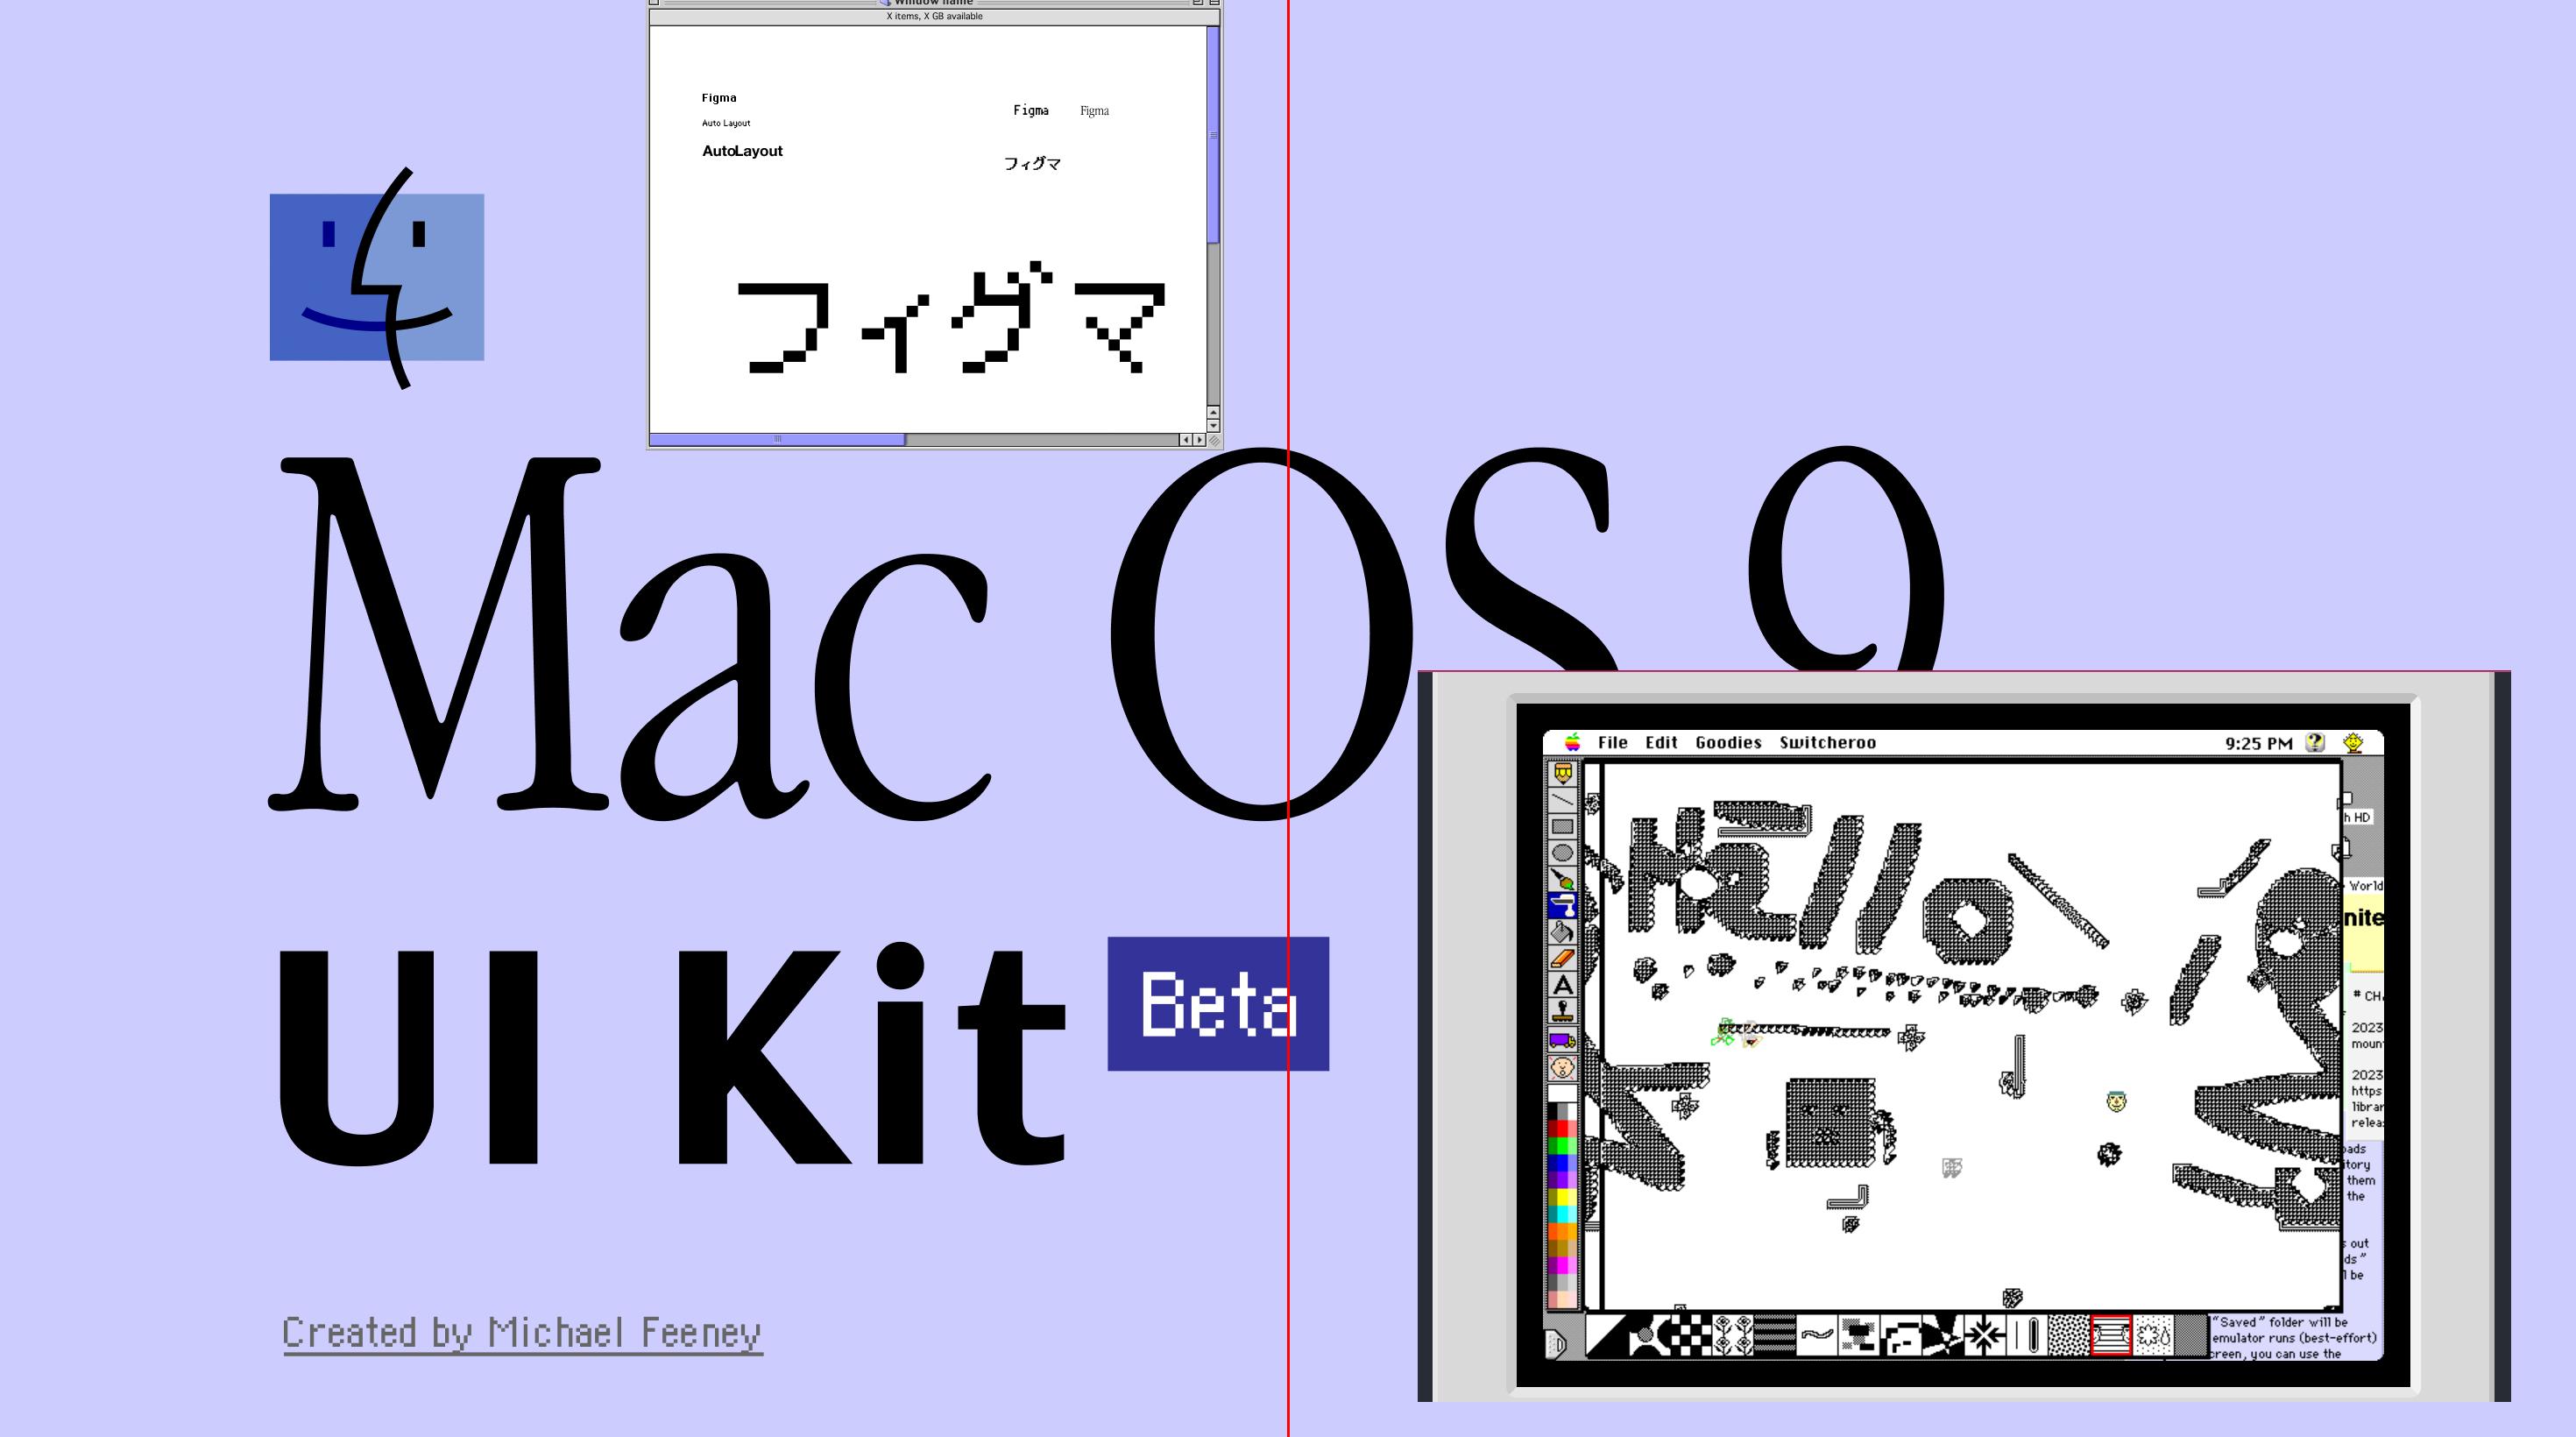 Window name
X items, X GB available
Figma
Auto Layout
AutoLayout
Figma
Figma
フィグマ
フィグマ
Mac OS 9
UI Kit
Beta
Created by Michael Feeney
File Edit Goodies Switcheroo
9:25 PM
h HD
Hello
World
nite
A
# CH
2023
moun
2023
https
librar
relea
oads
itory
them
the
s out
ds"
l be
"Saved" folder will be
emulator runs (best-effort)
creen, you can use the